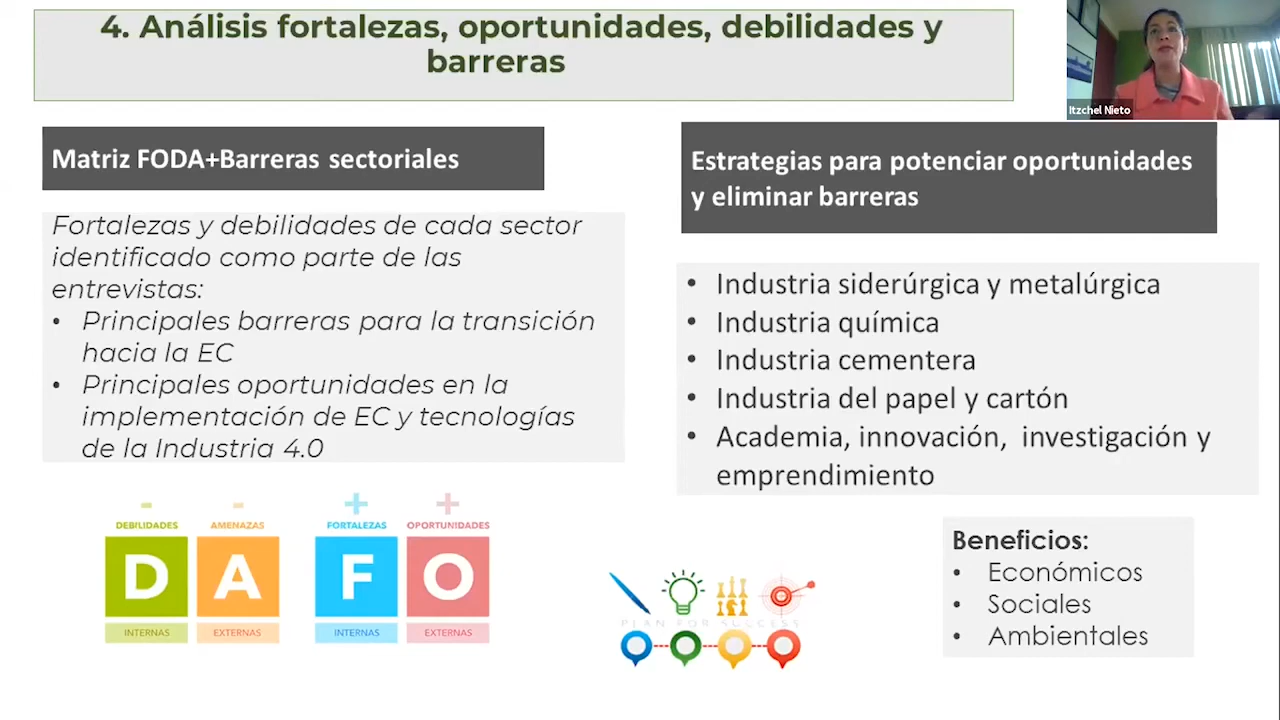 4. Análisis fortalezas, oportunidades, debilidades y
barreras
Itzchel Nieto
Matriz FODA+Barreras sectoriales
Fortalezas y debilidades de cada sector
identificado como parte de las
entrevistas:
• Principales barreras para la transición
hacia la EC
• Principales oportunidades en la
implementación de EC y tecnologías
de la Industria 4.0
Estrategias para potenciar oportunidades
y eliminar barreras
• Industria siderúrgica y metalúrgica
• Industria química
• Industria cementera
• Industria del papel y cartón
• Academia, innovación, investigación y
emprendimiento
- - + +
DEBILIDADES AMENAZAS FORTALEZAS OPORTUNIDADES
D A F O
INTERNAS EXTERNAS INTERNAS EXTERNAS
PLAN FOR SUCCESS
Beneficios:
• Económicos
• Sociales
• Ambientales